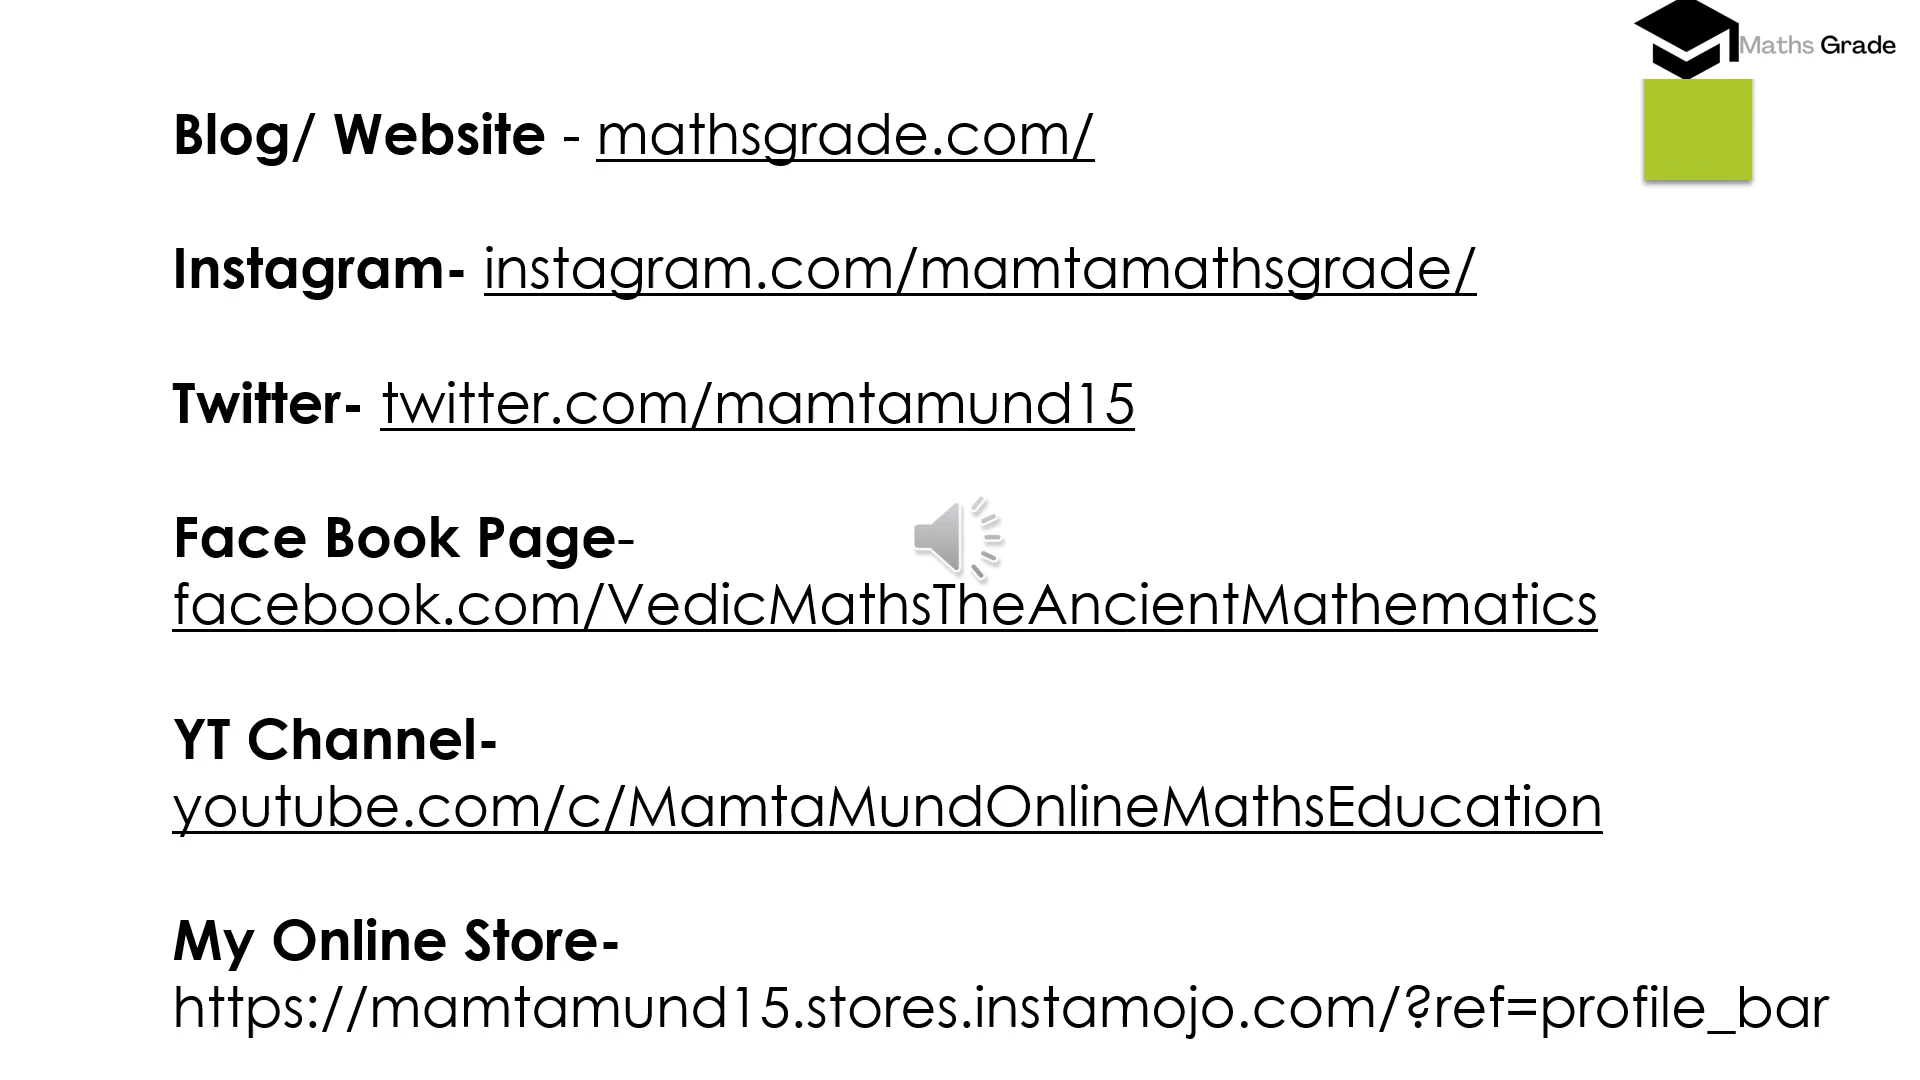 Maths Grade
Blog/ Website - mathsgrade.com/
Instagram- instagram.com/mamtamathsgrade/
Twitter- twitter.com/mamtamund15
Face Book Page-
facebook.com/VedicMathsTheAncientMathematics
YT Channel-
youtube.com/c/MamtaMundOnlineMathsEducation
My Online Store-
https://mamtamund15.stores.instamojo.com/?ref=profile_bar